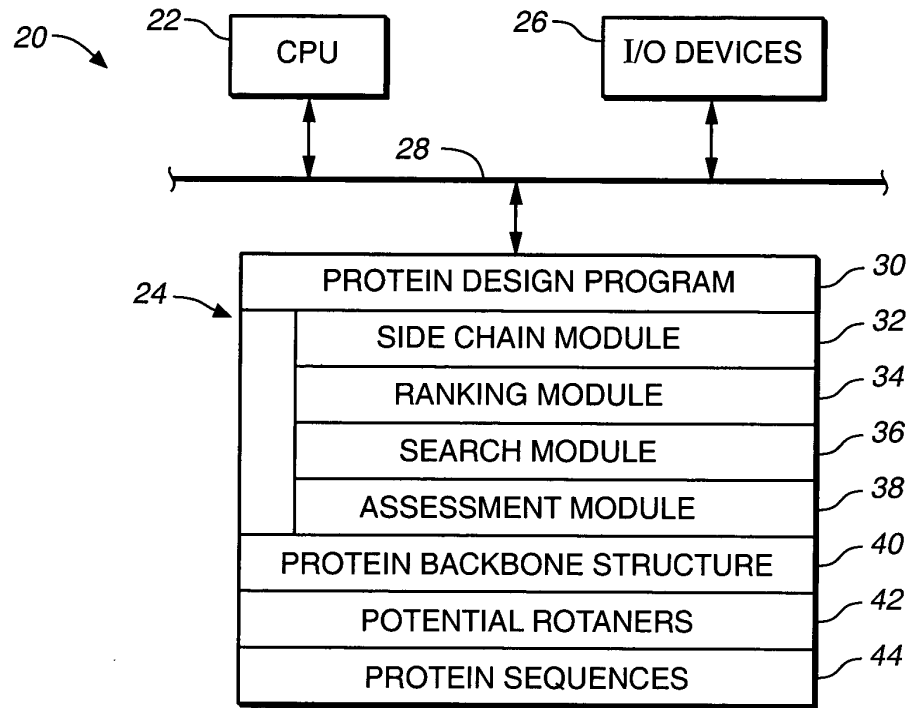 20
22
CPU
26
I/O DEVICES
28
24
PROTEIN DESIGN PROGRAM
30
SIDE CHAIN MODULE
32
RANKING MODULE
34
SEARCH MODULE
36
ASSESSMENT MODULE
38
PROTEIN BACKBONE STRUCTURE
40
POTENTIAL ROTANERS
42
PROTEIN SEQUENCES
44